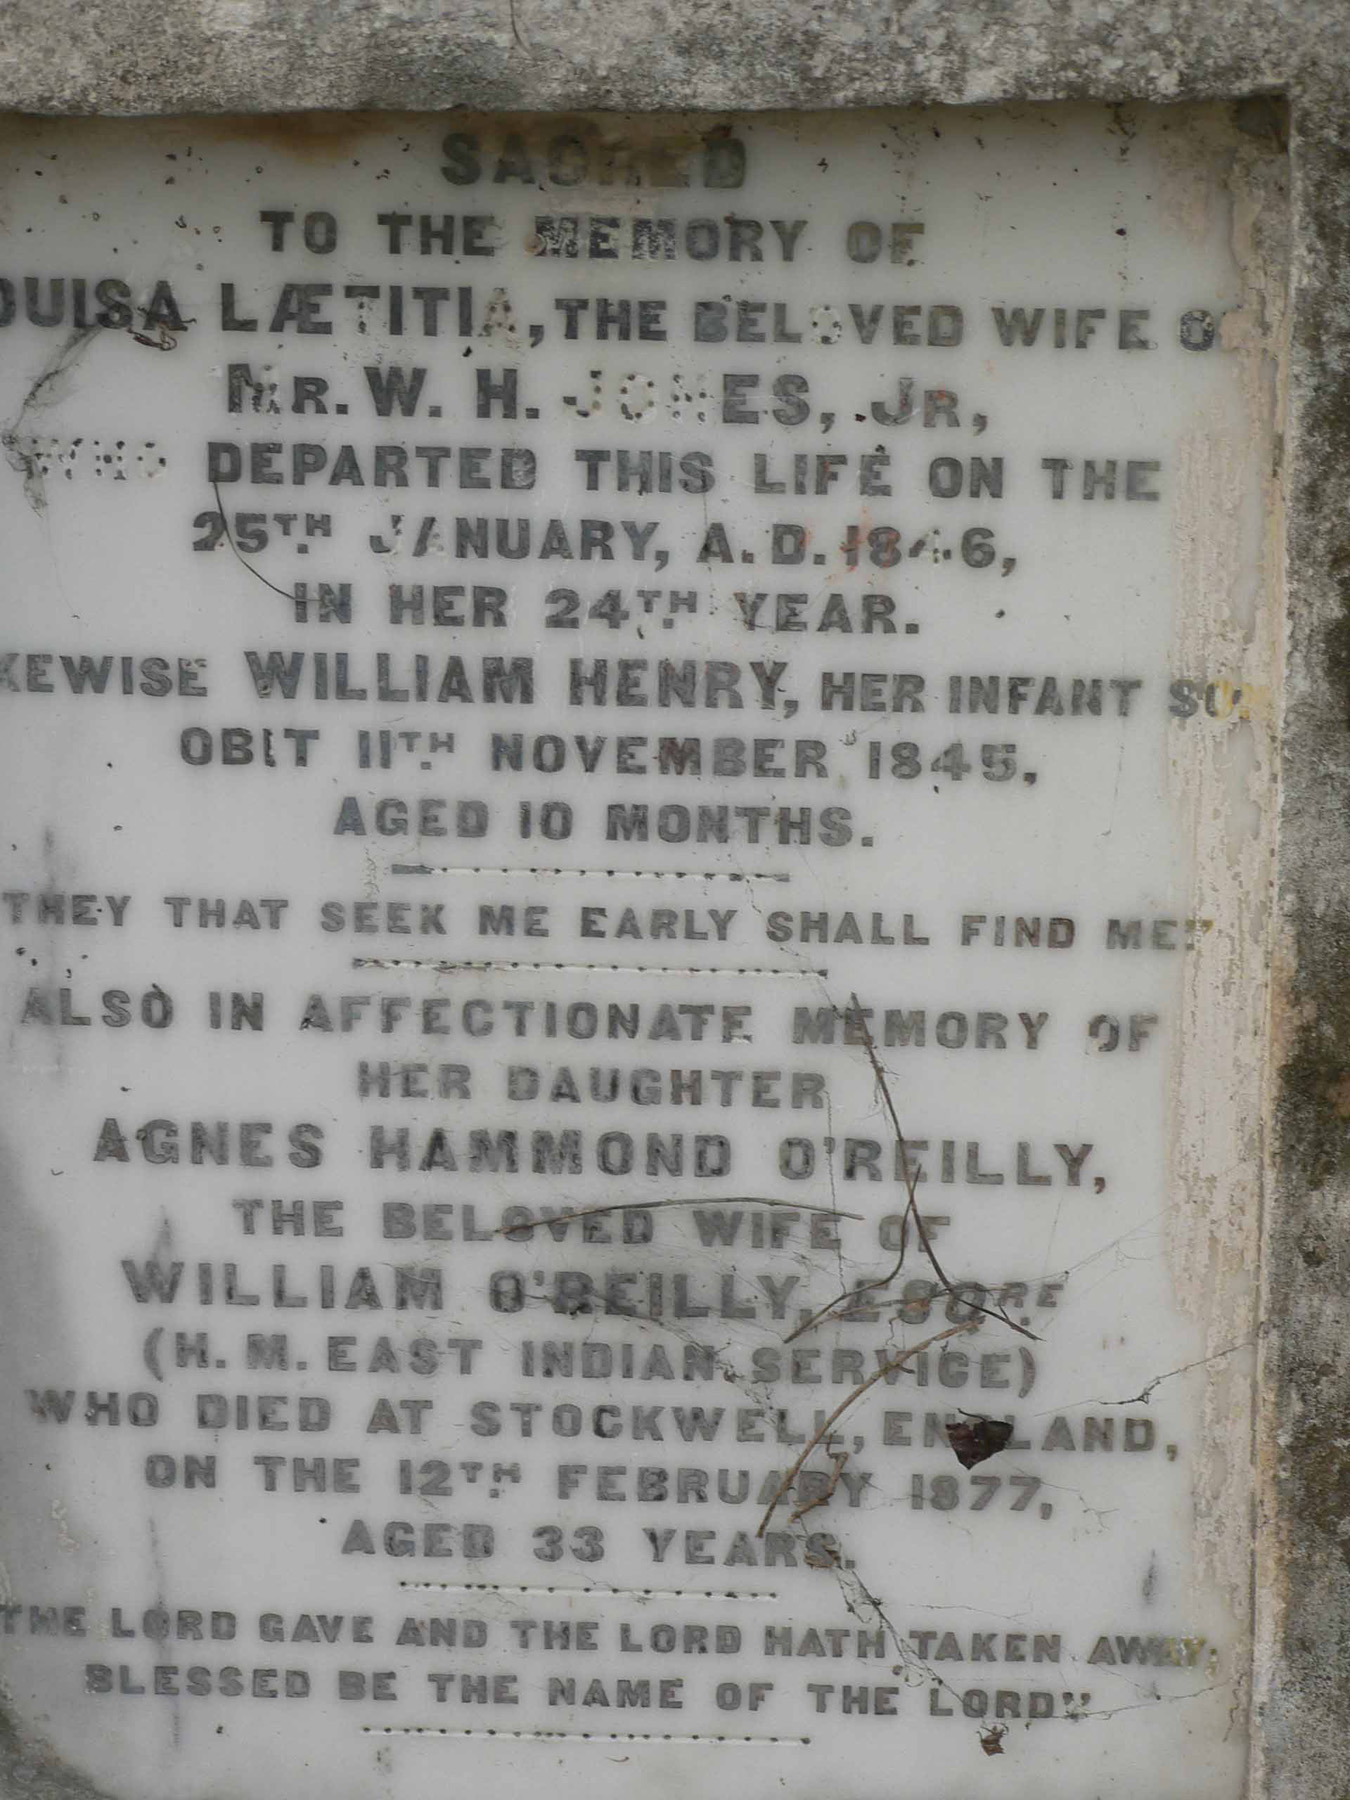 SACRED
TO THE MEMORY OF
OUISA LÆTITIA, THE BELOVED WIFE O
MR. W. H. JONES, JR,
WHO DEPARTED THIS LIFE ON THE
25TH JANUARY, A.D. 1846,
IN HER 24TH YEAR.
KEWISE WILLIAM HENRY, HER INFANT SON
OBIT 11TH NOVEMBER 1845,
AGED 10 MONTHS.
THEY THAT SEEK ME EARLY SHALL FIND ME."
ALSO IN AFFECTIONATE MEMORY OF
HER DAUGHTER
AGNES HAMMOND O'REILLY,
THE BELOVED WIFE OF
WILLIAM O'REILLY, ESQRE
(H. M. EAST INDIAN SERVICE)
WHO DIED AT STOCKWELL, ENGLAND,
ON THE 12TH FEBRUARY 1877,
AGED 33 YEARS.
THE LORD GAVE AND THE LORD HATH TAKEN AWAY;
BLESSED BE THE NAME OF THE LORD."